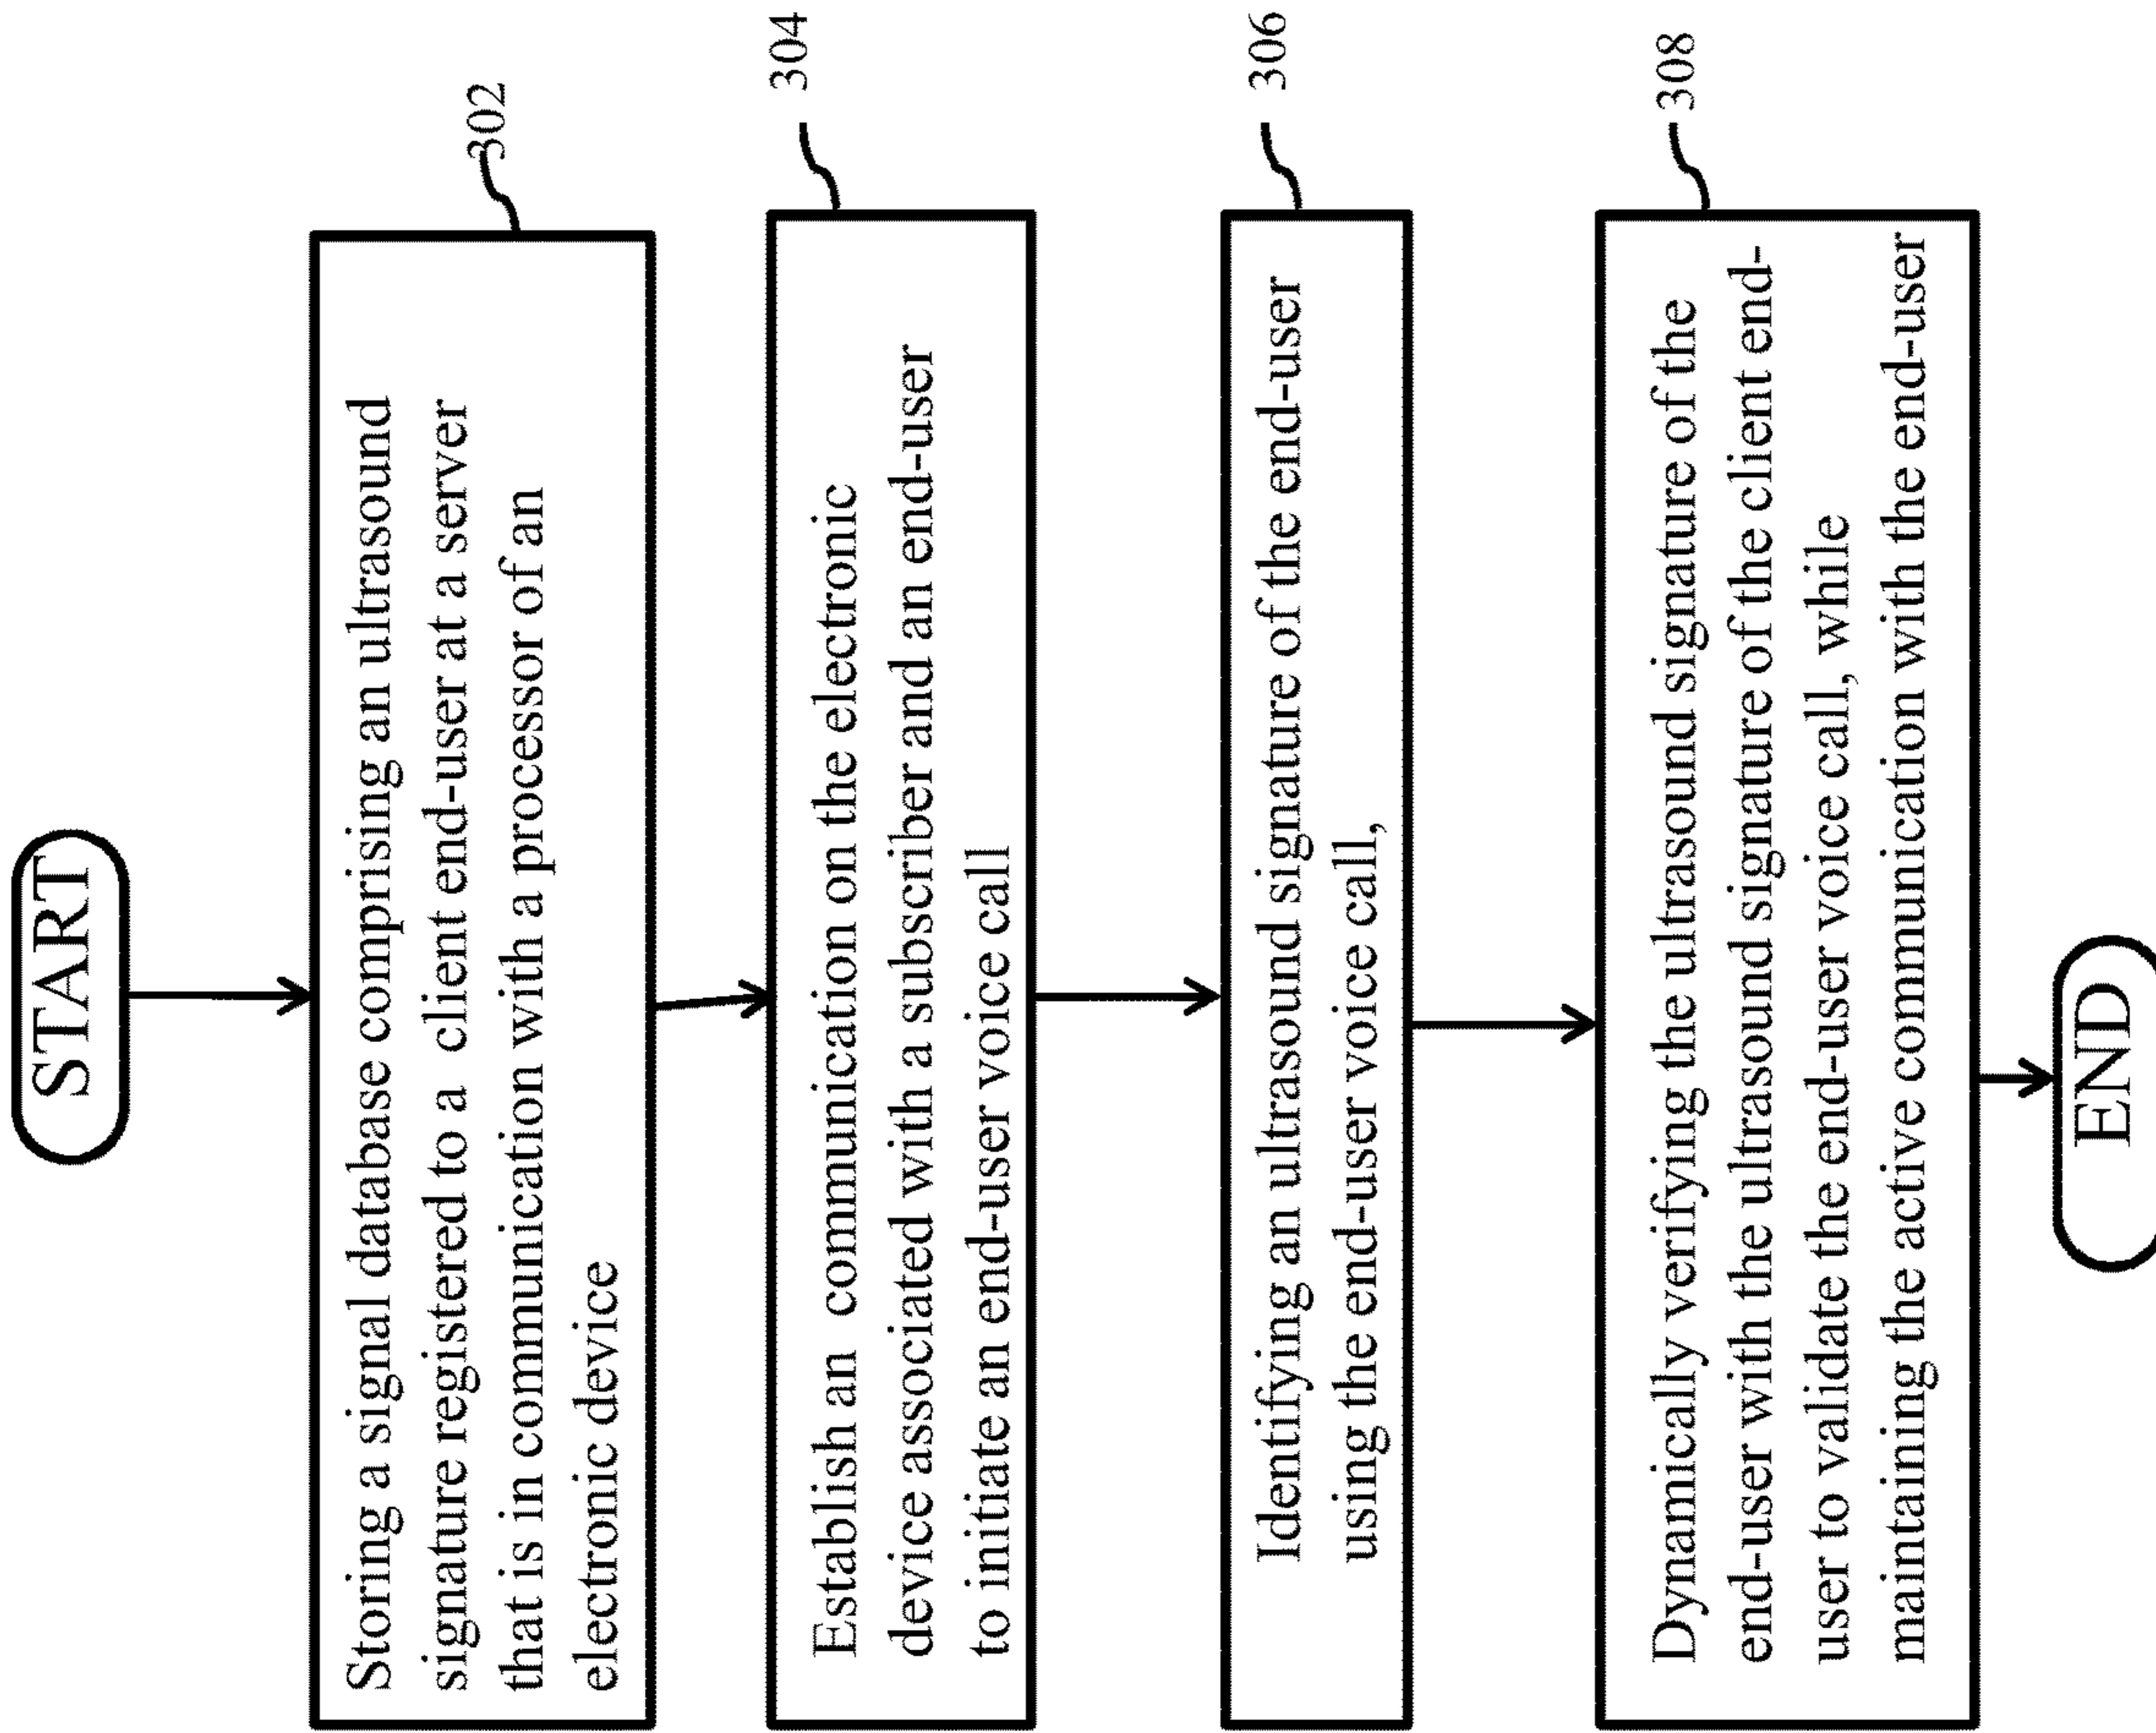 START
Storing a signal database comprising an ultrasound
signature registered to a client end-user at a server
that is in communication with a processor of an
electronic device
302
Establish an communication on the electronic
device associated with a subscriber and an end-user
to initiate an end-user voice call
304
Identifying an ultrasound signature of the end-user
using the end-user voice call,
306
Dynamically verifying the ultrasound signature of the
end-user with the ultrasound signature of the client end-
user to validate the end-user voice call, while
maintaining the active communication with the end-user
308
END